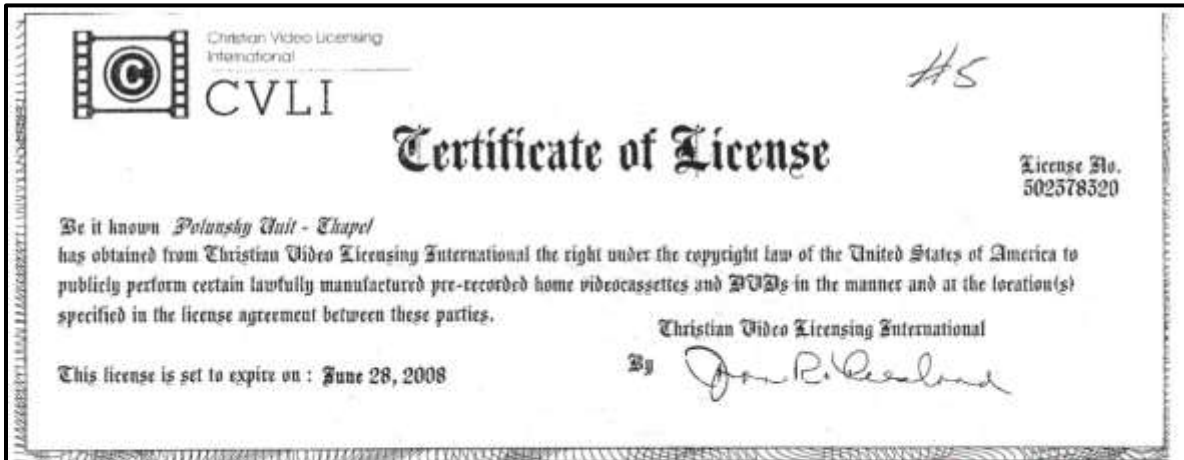 Christian Video Licensing
International
CVLI
#5
Certificate of License
License No.
502578320
Be it known Polunsky Unit - Chapel
has obtained from Christian Video Licensing International the right under the copyright law of the United States of America to
publicly perform certain lawfully manufactured pre-recorded home videocassettes and DVDs in the manner and at the location(s)
specified in the license agreement between these parties.
Christian Video Licensing International
This license is set to expire on : June 28, 2008
By